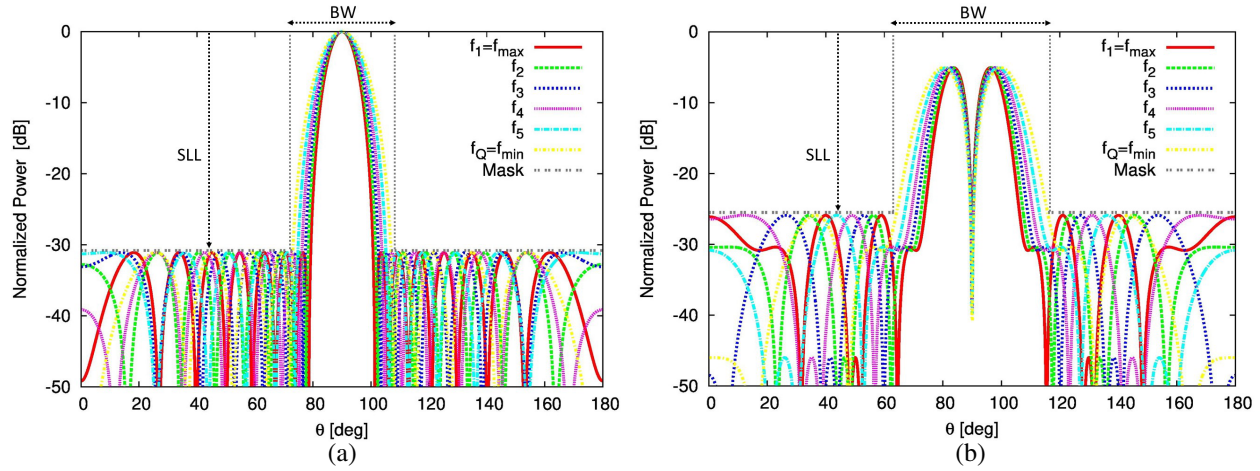 BW
0
-10
-20
-30
-40
-50
Normalized Power [dB]
SLL
f1=fmax
f2
f3
f4
f5
fQ=fmin
Mask
0 20 40 60 80 100 120 140 160 180
θ [deg]
(a)
BW
0
-10
-20
-30
-40
-50
Normalized Power [dB]
SLL
f1=fmax
f2
f3
f4
f5
fQ=fmin
Mask
0 20 40 60 80 100 120 140 160 180
θ [deg]
(b)